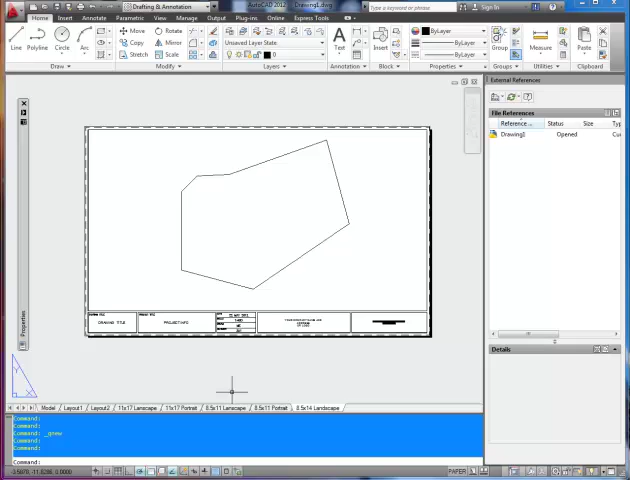 Drafting & Annotation
AutoCAD 2012
Drawing1.dwg
Type a keyword or phrase
Sign In
Home
Insert
Annotate
Parametric
View
Manage
Output
Plug-ins
Online
Express Tools
Line
Polyline
Circle
Arc
Move
Rotate
Copy
Mirror
Stretch
Scale
Unsaved Layer State
0
Text
Insert
ByLayer
ByLayer
ByLayer
Measure
Paste
Draw
Modify
Layers
Annotation
Block
Properties
Groups
Utilities
Clipboard
External References
File References
Reference...
Status
Size
Drawing1
Opened
Details
Properties
DRAWING TITLE
PROJECT INFO
Model
Layout1
Layout2
11x17 Lanscape
11x17 Portrait
8.5x11 Lanscape
8.5x11 Portrait
8.5x14 Landscape
Command:
Command:
Command: _qnew
Command:
Command:
Command:
PAPER